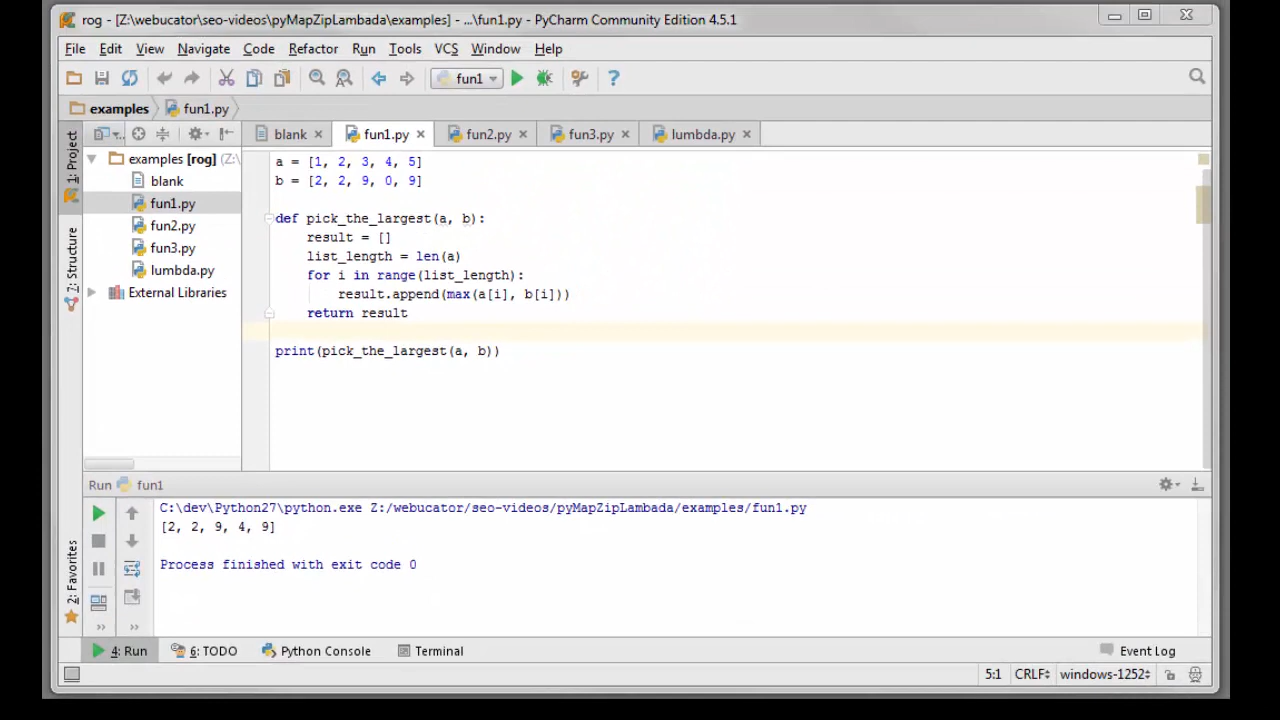 rog - [Z:\webucator\seo-videos\pyMapZipLambada\examples] - ...\fun1.py - PyCharm Community Edition 4.5.1
File Edit View Navigate Code Refactor Run Tools VCS Window Help
fun1
examples fun1.py
1: Project
blank fun1.py fun2.py fun3.py lumbda.py
examples [rog] (Z:\
blank
fun1.py
fun2.py
fun3.py
lumbda.py
External Libraries
7: Structure
a = [1, 2, 3, 4, 5]
b = [2, 2, 9, 0, 9]
def pick_the_largest(a, b):
result = []
list_length = len(a)
for i in range(list_length):
result.append(max(a[i], b[i]))
return result
print(pick_the_largest(a, b))
Run fun1
2: Favorites
C:\dev\Python27\python.exe Z:/webucator/seo-videos/pyMapZipLambada/examples/fun1.py
[2, 2, 9, 4, 9]
Process finished with exit code 0
4: Run 6: TODO Python Console Terminal Event Log
5:1 CRLF windows-1252